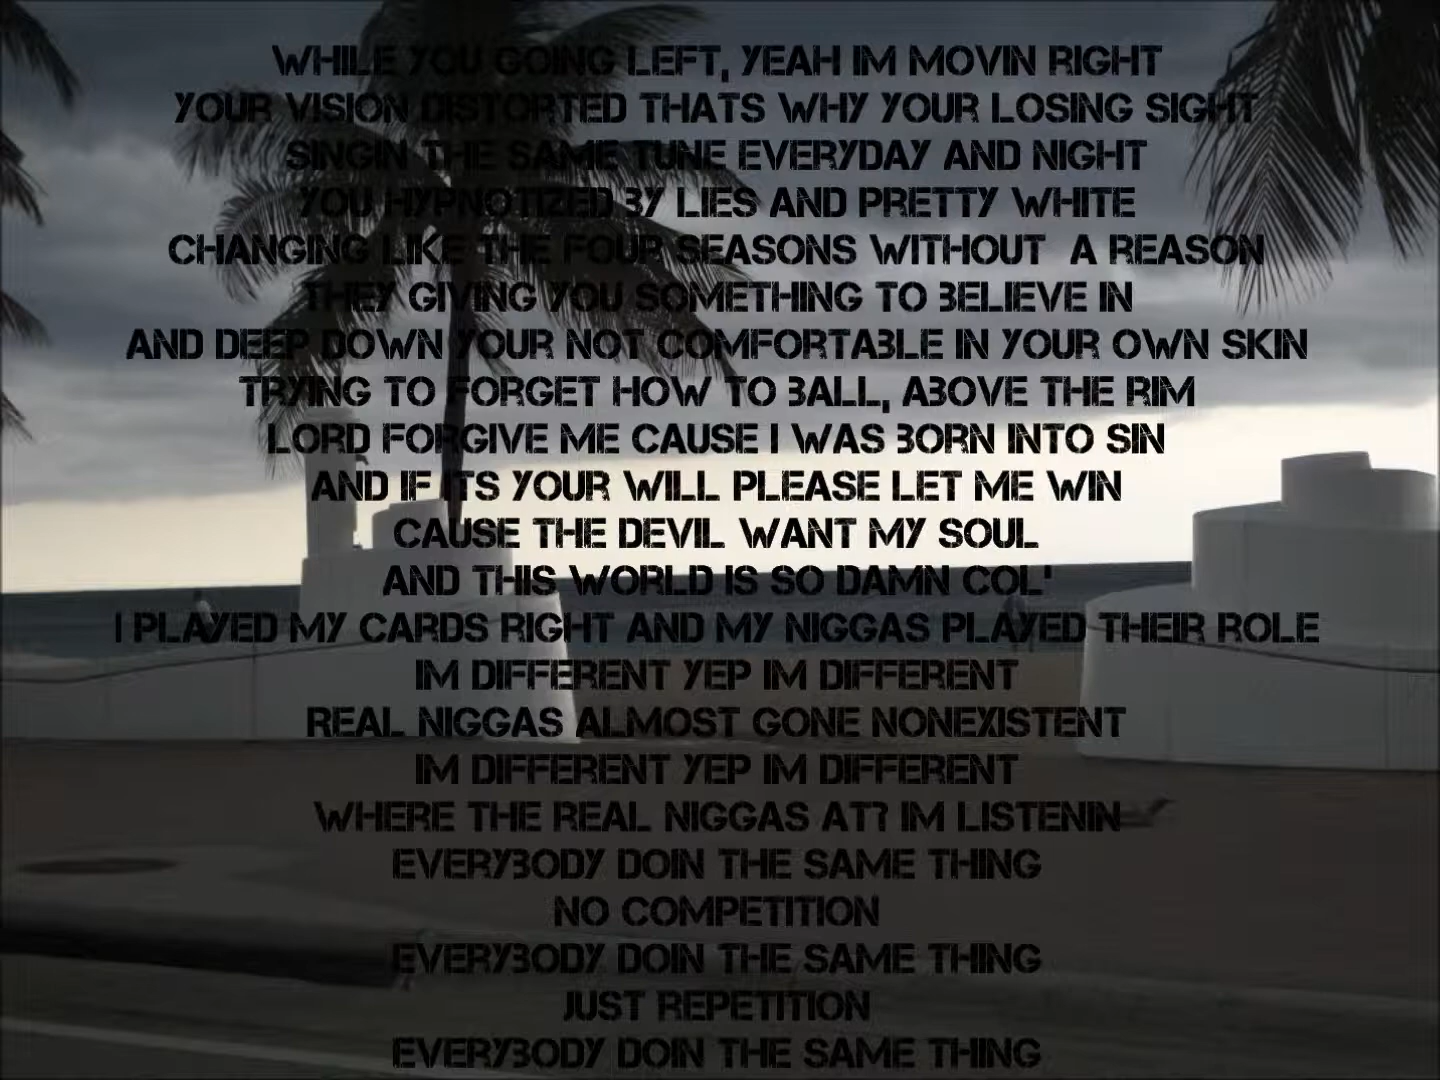 WHILE YOU GOING LEFT, YEAH IM MOVIN RIGHT
YOUR VISION DISTORTED THATS WHY YOUR LOSING SIGHT
SINGIN THE SAME TUNE EVERYDAY AND NIGHT
YOU HYPNOTIZED BY LIES AND PRETTY WHITE
CHANGING LIKE THE FOUR SEASONS WITHOUT A REASON
THEY GIVING YOU SOMETHING TO BELIEVE IN
AND DEEP DOWN YOUR NOT COMFORTABLE IN YOUR OWN SKIN
TRYING TO FORGET HOW TO BALL, ABOVE THE RIM
LORD FORGIVE ME CAUSE I WAS BORN INTO SIN
AND IF ITS YOUR WILL PLEASE LET ME WIN
CAUSE THE DEVIL WANT MY SOUL
AND THIS WORLD IS SO DAMN COL'
I PLAYED MY CARDS RIGHT AND MY NIGGAS PLAYED THEIR ROLE
IM DIFFERENT YEP IM DIFFERENT
REAL NIGGAS ALMOST GONE NONEXISTENT
IM DIFFERENT YEP IM DIFFERENT
WHERE THE REAL NIGGAS AT? IM LISTENIN
EVERYBODY DOIN THE SAME THING
NO COMPETITION
EVERYBODY DOIN THE SAME THING
JUST REPETITION
EVERYBODY DOIN THE SAME THING